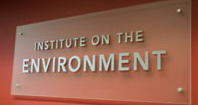 INSTITUTE ON THE
ENVIRONMENT